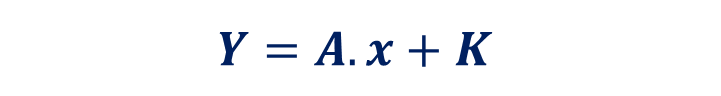 Y = A.x + K